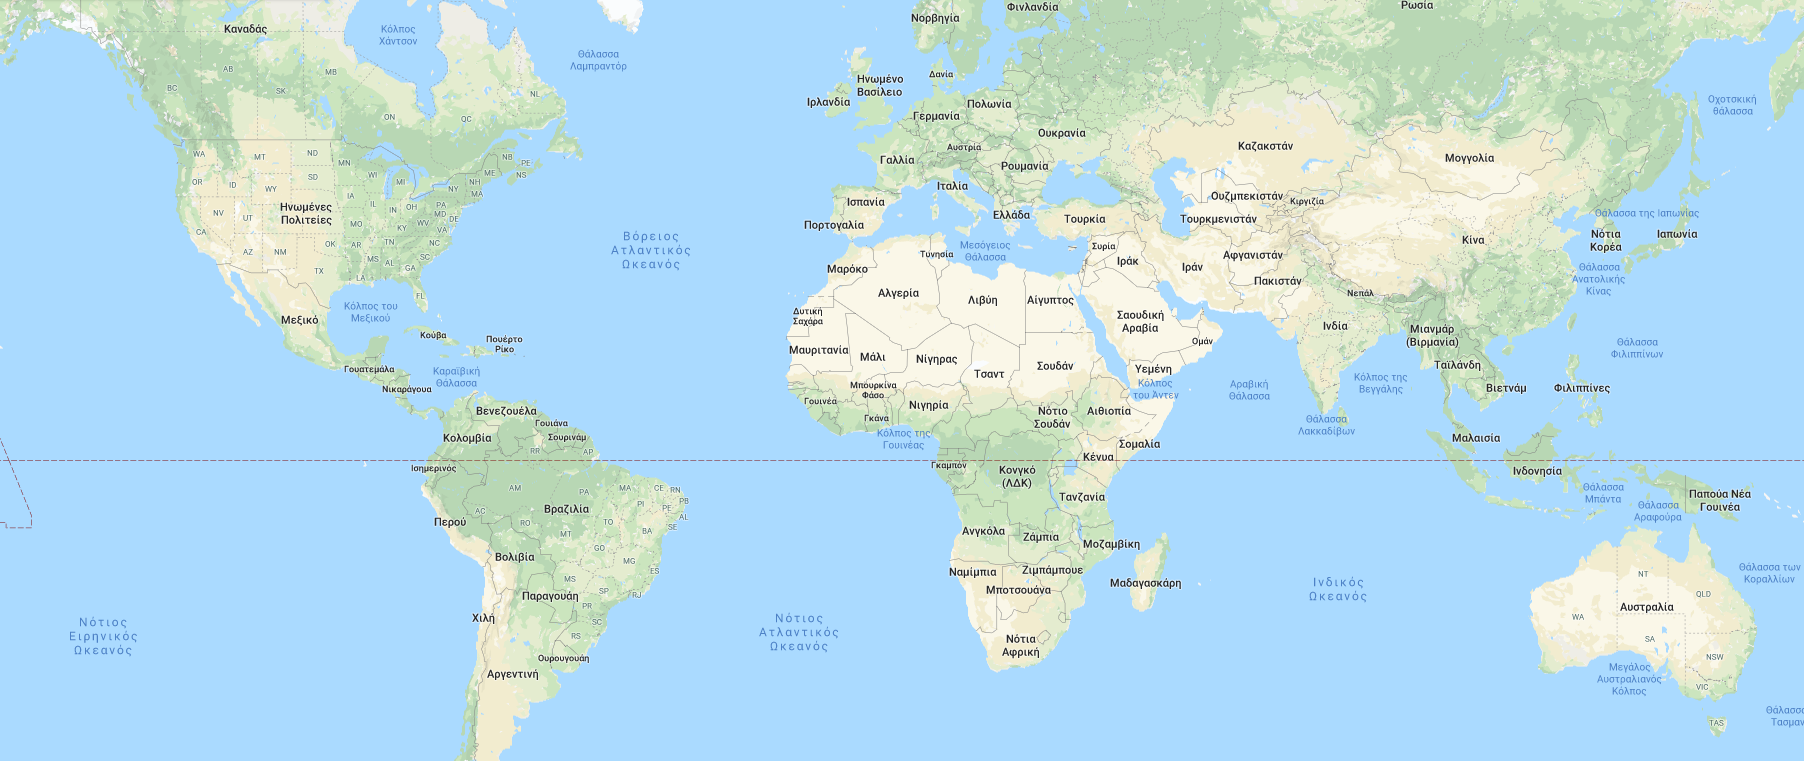 Καναδάς
Κόλπος
Χάντσον
Θάλασσα
Λαμπραντόρ
AB
MB
BC
SK
ON
QC
NL
WA
MT
ND
MN
OR
ID
WY
SD
WI
MI
NB
PE
NS
ME
NY
NH
MA
IA
NV
UT
Ηνωμένες
Πολιτείες
IL
IN
OH
PA
MD
DE
WV
KS
MO
KY
VA
CA
AZ
NM
OK
AR
TN
NC
SC
MS
AL
GA
TX
LA
FL
Κόλπος του
Μεξικού
Μεξικό
Κούβα
Πουέρτο
Ρίκο
Γουατεμάλα
Καραϊβική
Θάλασσα
Νικαράγουα
Βόρειος
Ατλαντικός
Ωκεανός
Βενεζουέλα
Γουιάνα
Κολομβία
Σουρινάμ
RR
AP
Ισημερινός
AM
PA
MA
CE
RN
PB
PE
AL
SE
PI
Βραζιλία
AC
RO
TO
BA
MT
Περού
GO
Βολιβία
MG
ES
MS
SP
RJ
Παραγουάη
PR
SC
Χιλή
RS
Ουρουγουάη
Αργεντινή
Νότιος
Ειρηνικός
Ωκεανός
Νότιος
Ατλαντικός
Ωκεανός
Νορβηγία
Φινλανδία
Ρωσία
Δανία
Ηνωμένο
Βασίλειο
Ιρλανδία
Πολωνία
Γερμανία
Ουκρανία
Αυστρία
Γαλλία
Ρουμανία
Ιταλία
Ισπανία
Πορτογαλία
Ελλάδα
Τουρκία
Μεσόγειος
Θάλασσα
Τυνησία
Συρία
Μαρόκο
Ιράκ
Ιράν
Αλγερία
Λιβύη
Αίγυπτος
Δυτική
Σαχάρα
Σαουδική
Αραβία
Ομάν
Μαυριτανία
Μάλι
Νίγηρας
Τσαντ
Σουδάν
Υεμένη
Κόλπος
του Άντεν
Μπουρκίνα
Φάσο
Γουινέα
Νιγηρία
Γκάνα
Νότιο
Σουδάν
Αιθιοπία
Κόλπος της
Γουινέας
Σομαλία
Κένυα
Γκαμπόν
Κονγκό
(ΛΔΚ)
Τανζανία
Ανγκόλα
Ζάμπια
Μοζαμβίκη
Ναμίμπια
Ζιμπάμπουε
Μποτσουάνα
Μαδαγασκάρη
Νότια
Αφρική
Καζακστάν
Μογγολία
Οχοτσκική
θάλασσα
Ουζμπεκιστάν
Κιργιζία
Τουρκμενιστάν
Θάλασσα της Ιαπωνίας
Κίνα
Νότια
Κορέα
Ιαπωνία
Αφγανιστάν
Πακιστάν
Θάλασσα
Ανατολικής
Κίνας
Νεπάλ
Ινδία
Μιανμάρ
(Βιρμανία)
Θάλασσα
Φιλιππίνων
Ταϊλάνδη
Αραβική
Θάλασσα
Κόλπος της
Βεγγάλης
Βιετνάμ
Φιλιππίνες
Θάλασσα
Λακκαδίβων
Μαλαισία
Ινδονησία
Θάλασσα
Μπάντα
Παπούα Νέα
Γουινέα
Θάλασσα
Αραφούρα
Ινδικός
Ωκεανός
Θάλασσα των
Κοραλλίων
NT
QLD
WA
Αυστραλία
SA
NSW
Μεγάλος
Αυστραλιανός
Κόλπος
VIC
TAS
Θάλασσα
Τασμαν